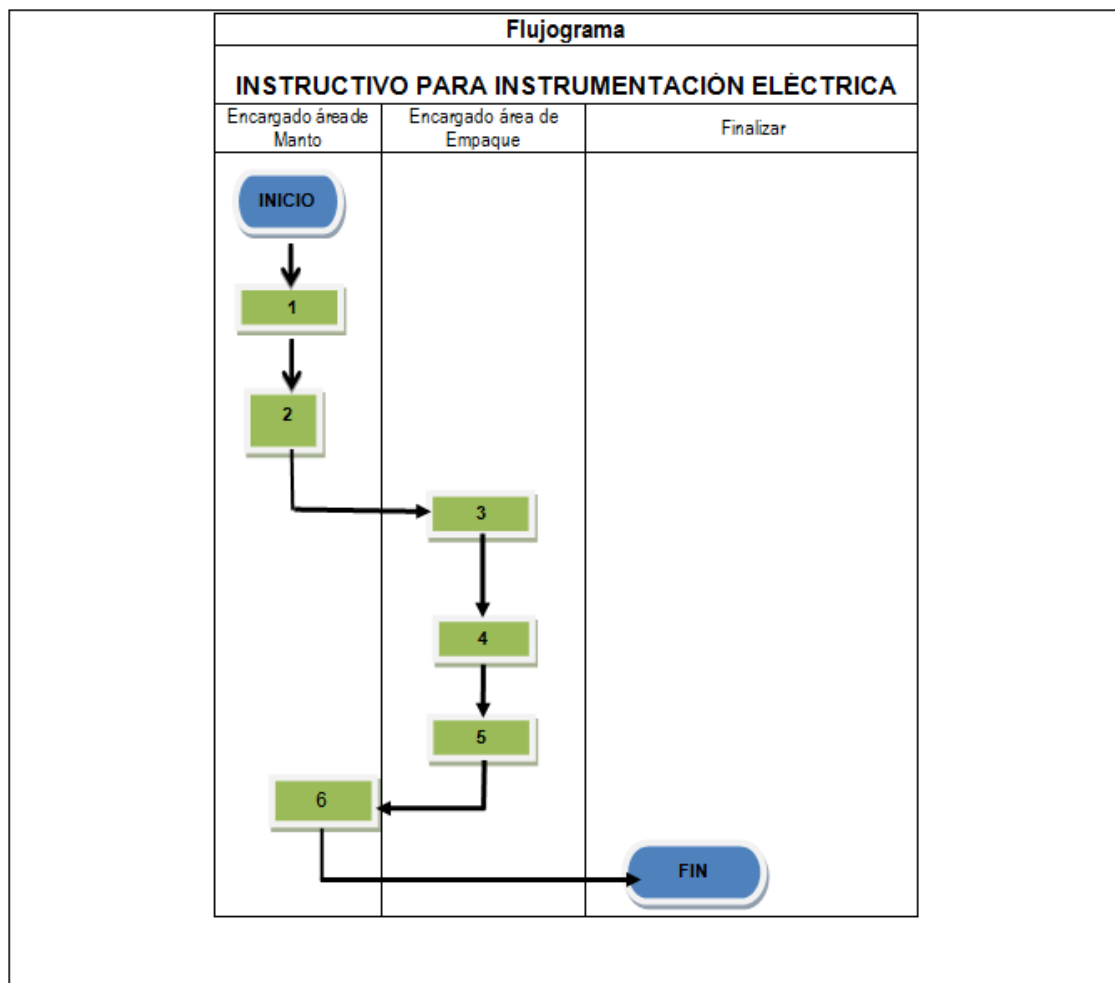 Flujograma
INSTRUCTIVO PARA INSTRUMENTACIÓN ELÉCTRICA
Encargado área de
Manto
Encargado área de
Empaque
Finalizar
INICIO
1
2
3
4
5
6
FIN